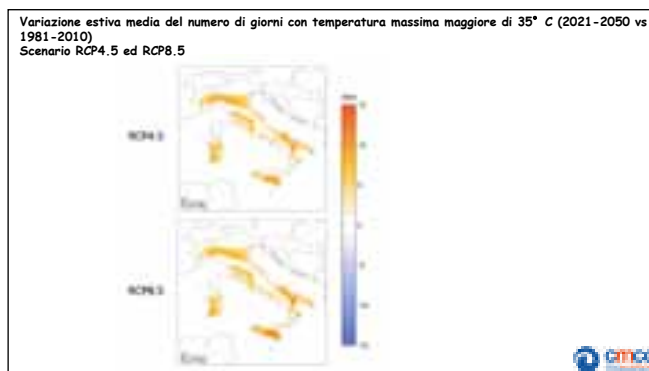 Variazione estiva media del numero di giorni con temperatura massima maggiore di 35° C (2021-2050 vs
1981-2010)
Scenario RCP4.5 ed RCP8.5
RCP4.5
RCP8.5
cmcc